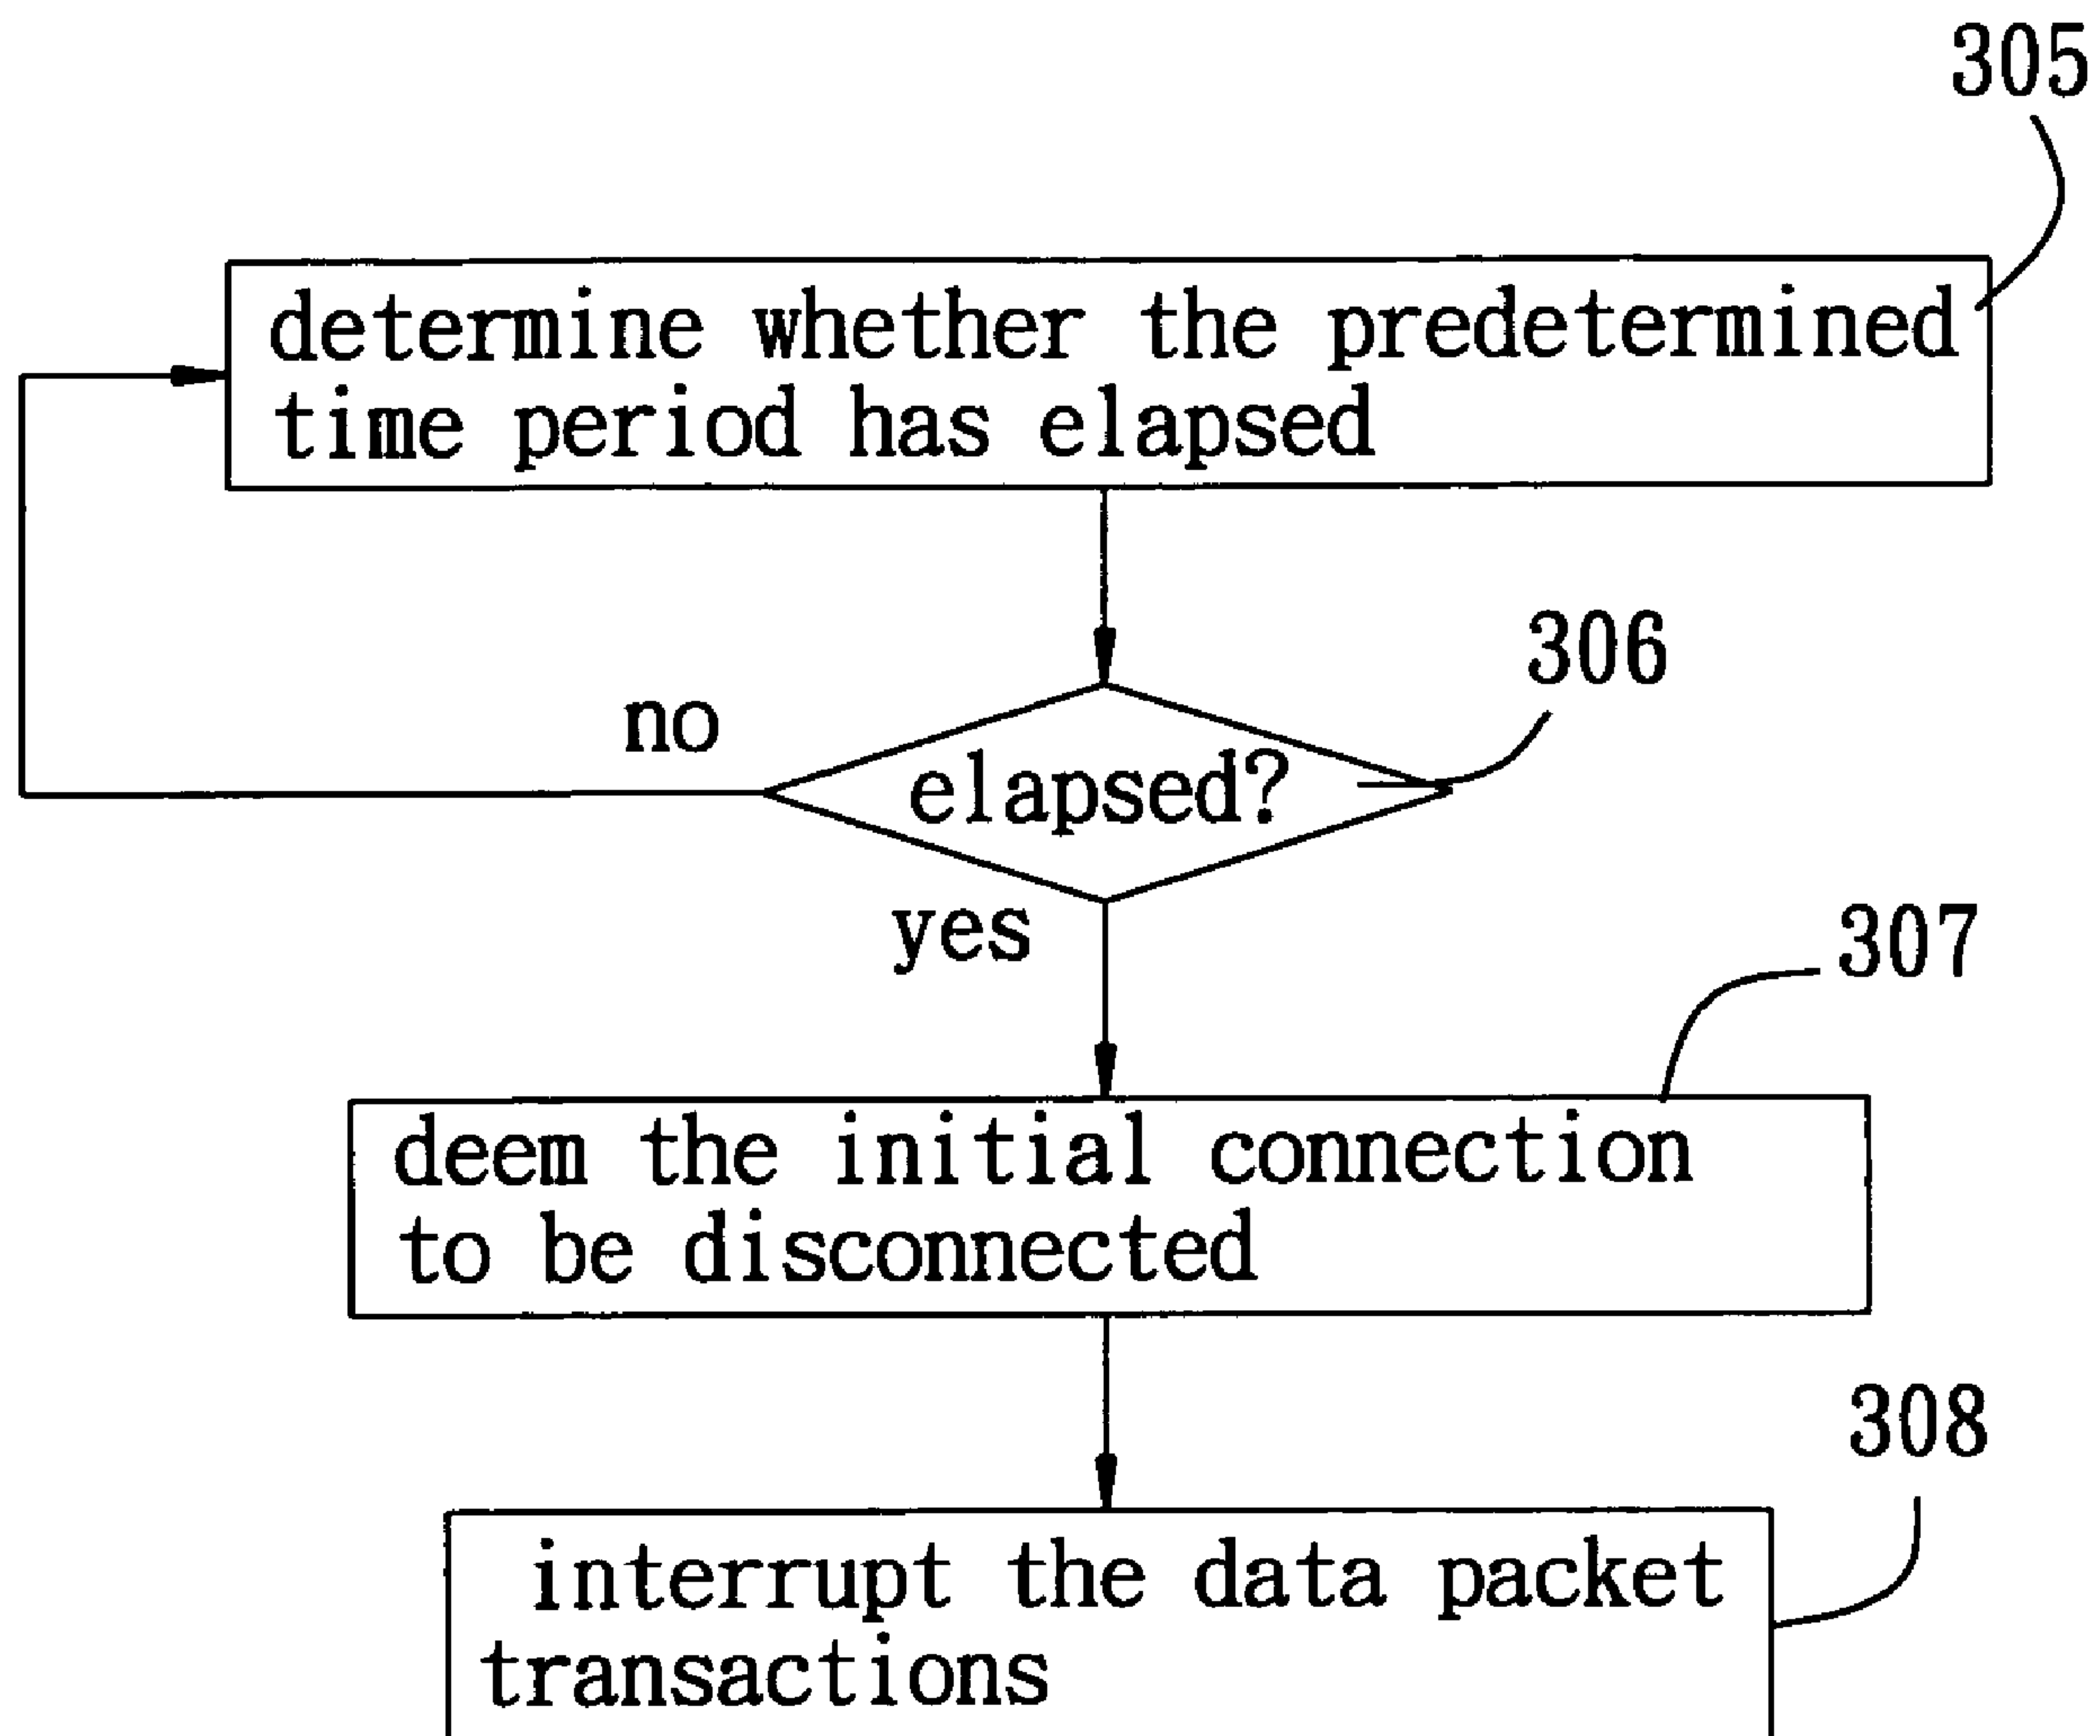 305
determine whether the predetermined
time period has elapsed
306
no
elapsed?
yes
307
deem the initial connection
to be disconnected
308
interrupt the data packet
transactions